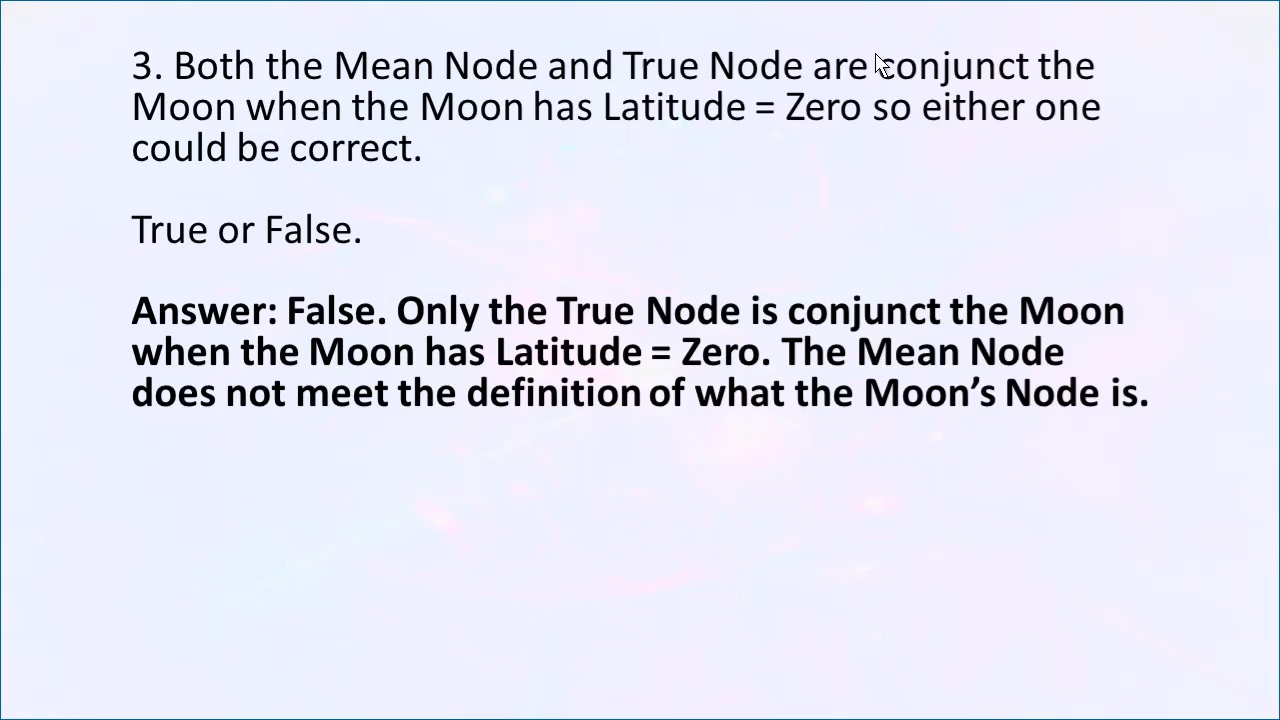 3. Both the Mean Node and True Node are conjunct the
Moon when the Moon has Latitude = Zero so either one
could be correct.
True or False.
Answer: False. Only the True Node is conjunct the Moon
when the Moon has Latitude = Zero. The Mean Node
does not meet the definition of what the Moon’s Node is.